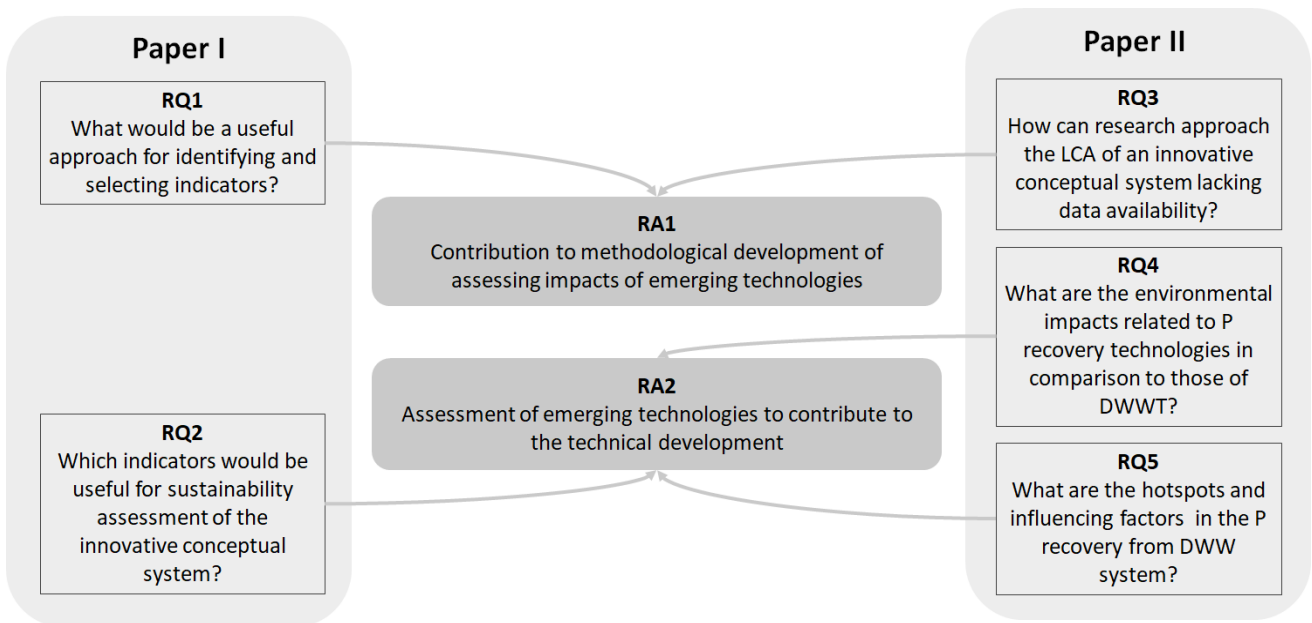 Paper I
RQ1
What would be a useful
approach for identifying and
selecting indicators?
RQ2
Which indicators would be
useful for sustainability
assessment of the
innovative conceptual
system?
RA1
Contribution to methodological development of
assessing impacts of emerging technologies
RA2
Assessment of emerging technologies to contribute to
the technical development
Paper II
RQ3
How can research approach
the LCA of an innovative
conceptual system lacking
data availability?
RQ4
What are the environmental
impacts related to P
recovery technologies in
comparison to those of
DWWT?
RQ5
What are the hotspots and
influencing factors  in the P
recovery from DWW
system?